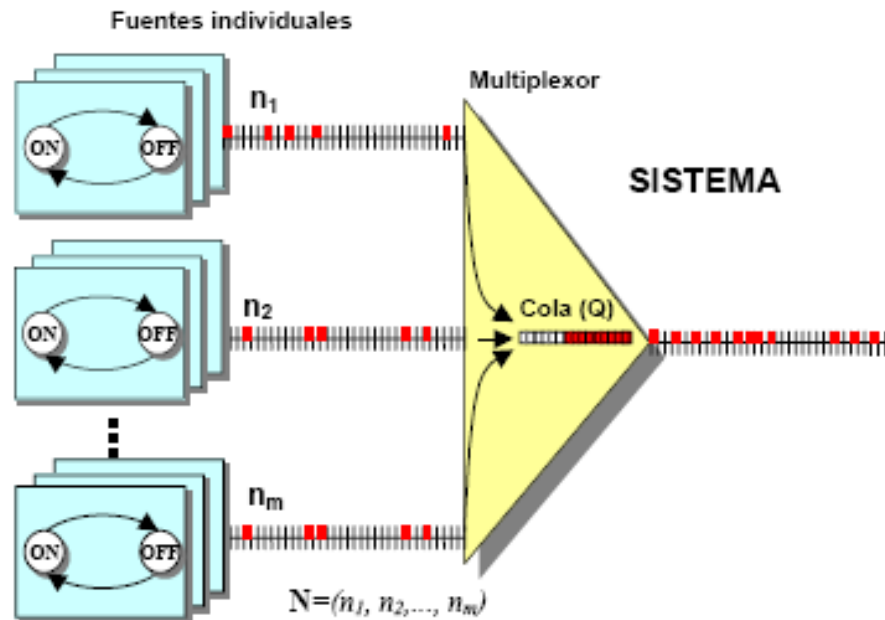 Fuentes individuales
n1
Multiplexor
ON OFF
SISTEMA
n2
Cola (Q)
ON OFF
nm
ON OFF
N=(n1, n2,..., nm)